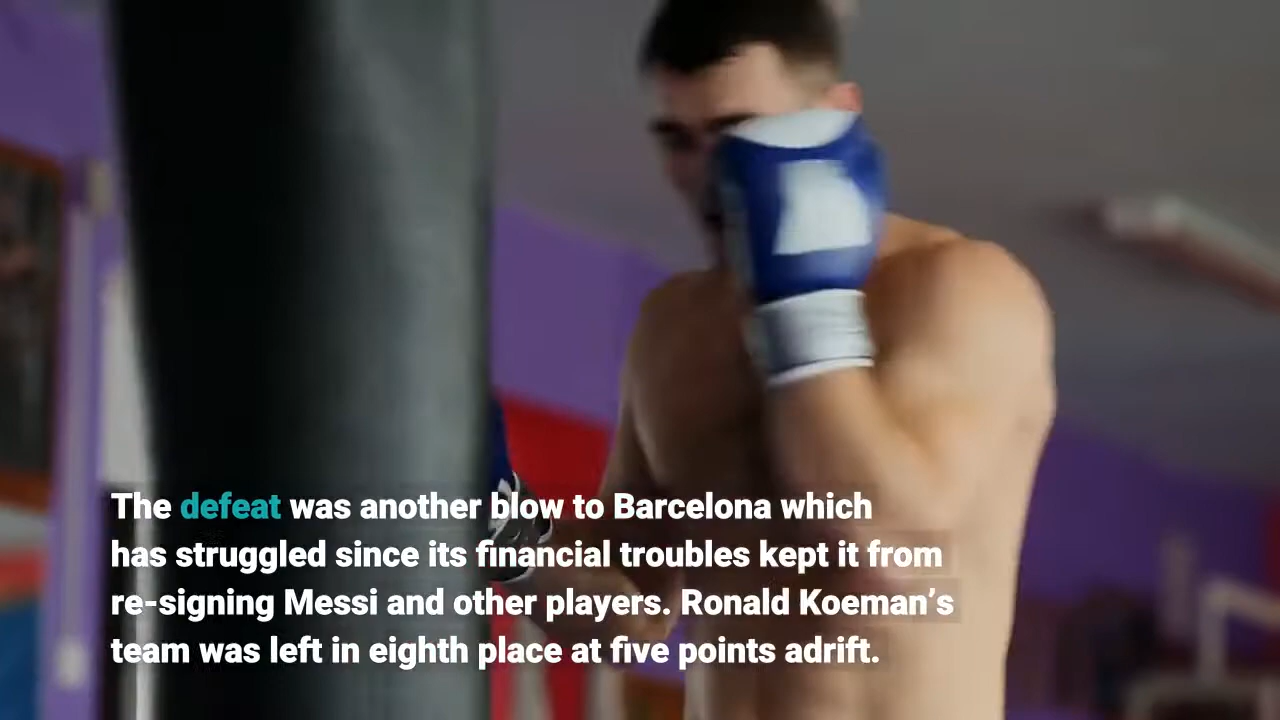 The defeat was another blow to Barcelona which
has struggled since its financial troubles kept it from
re-signing Messi and other players. Ronald Koeman’s
team was left in eighth place at five points adrift.